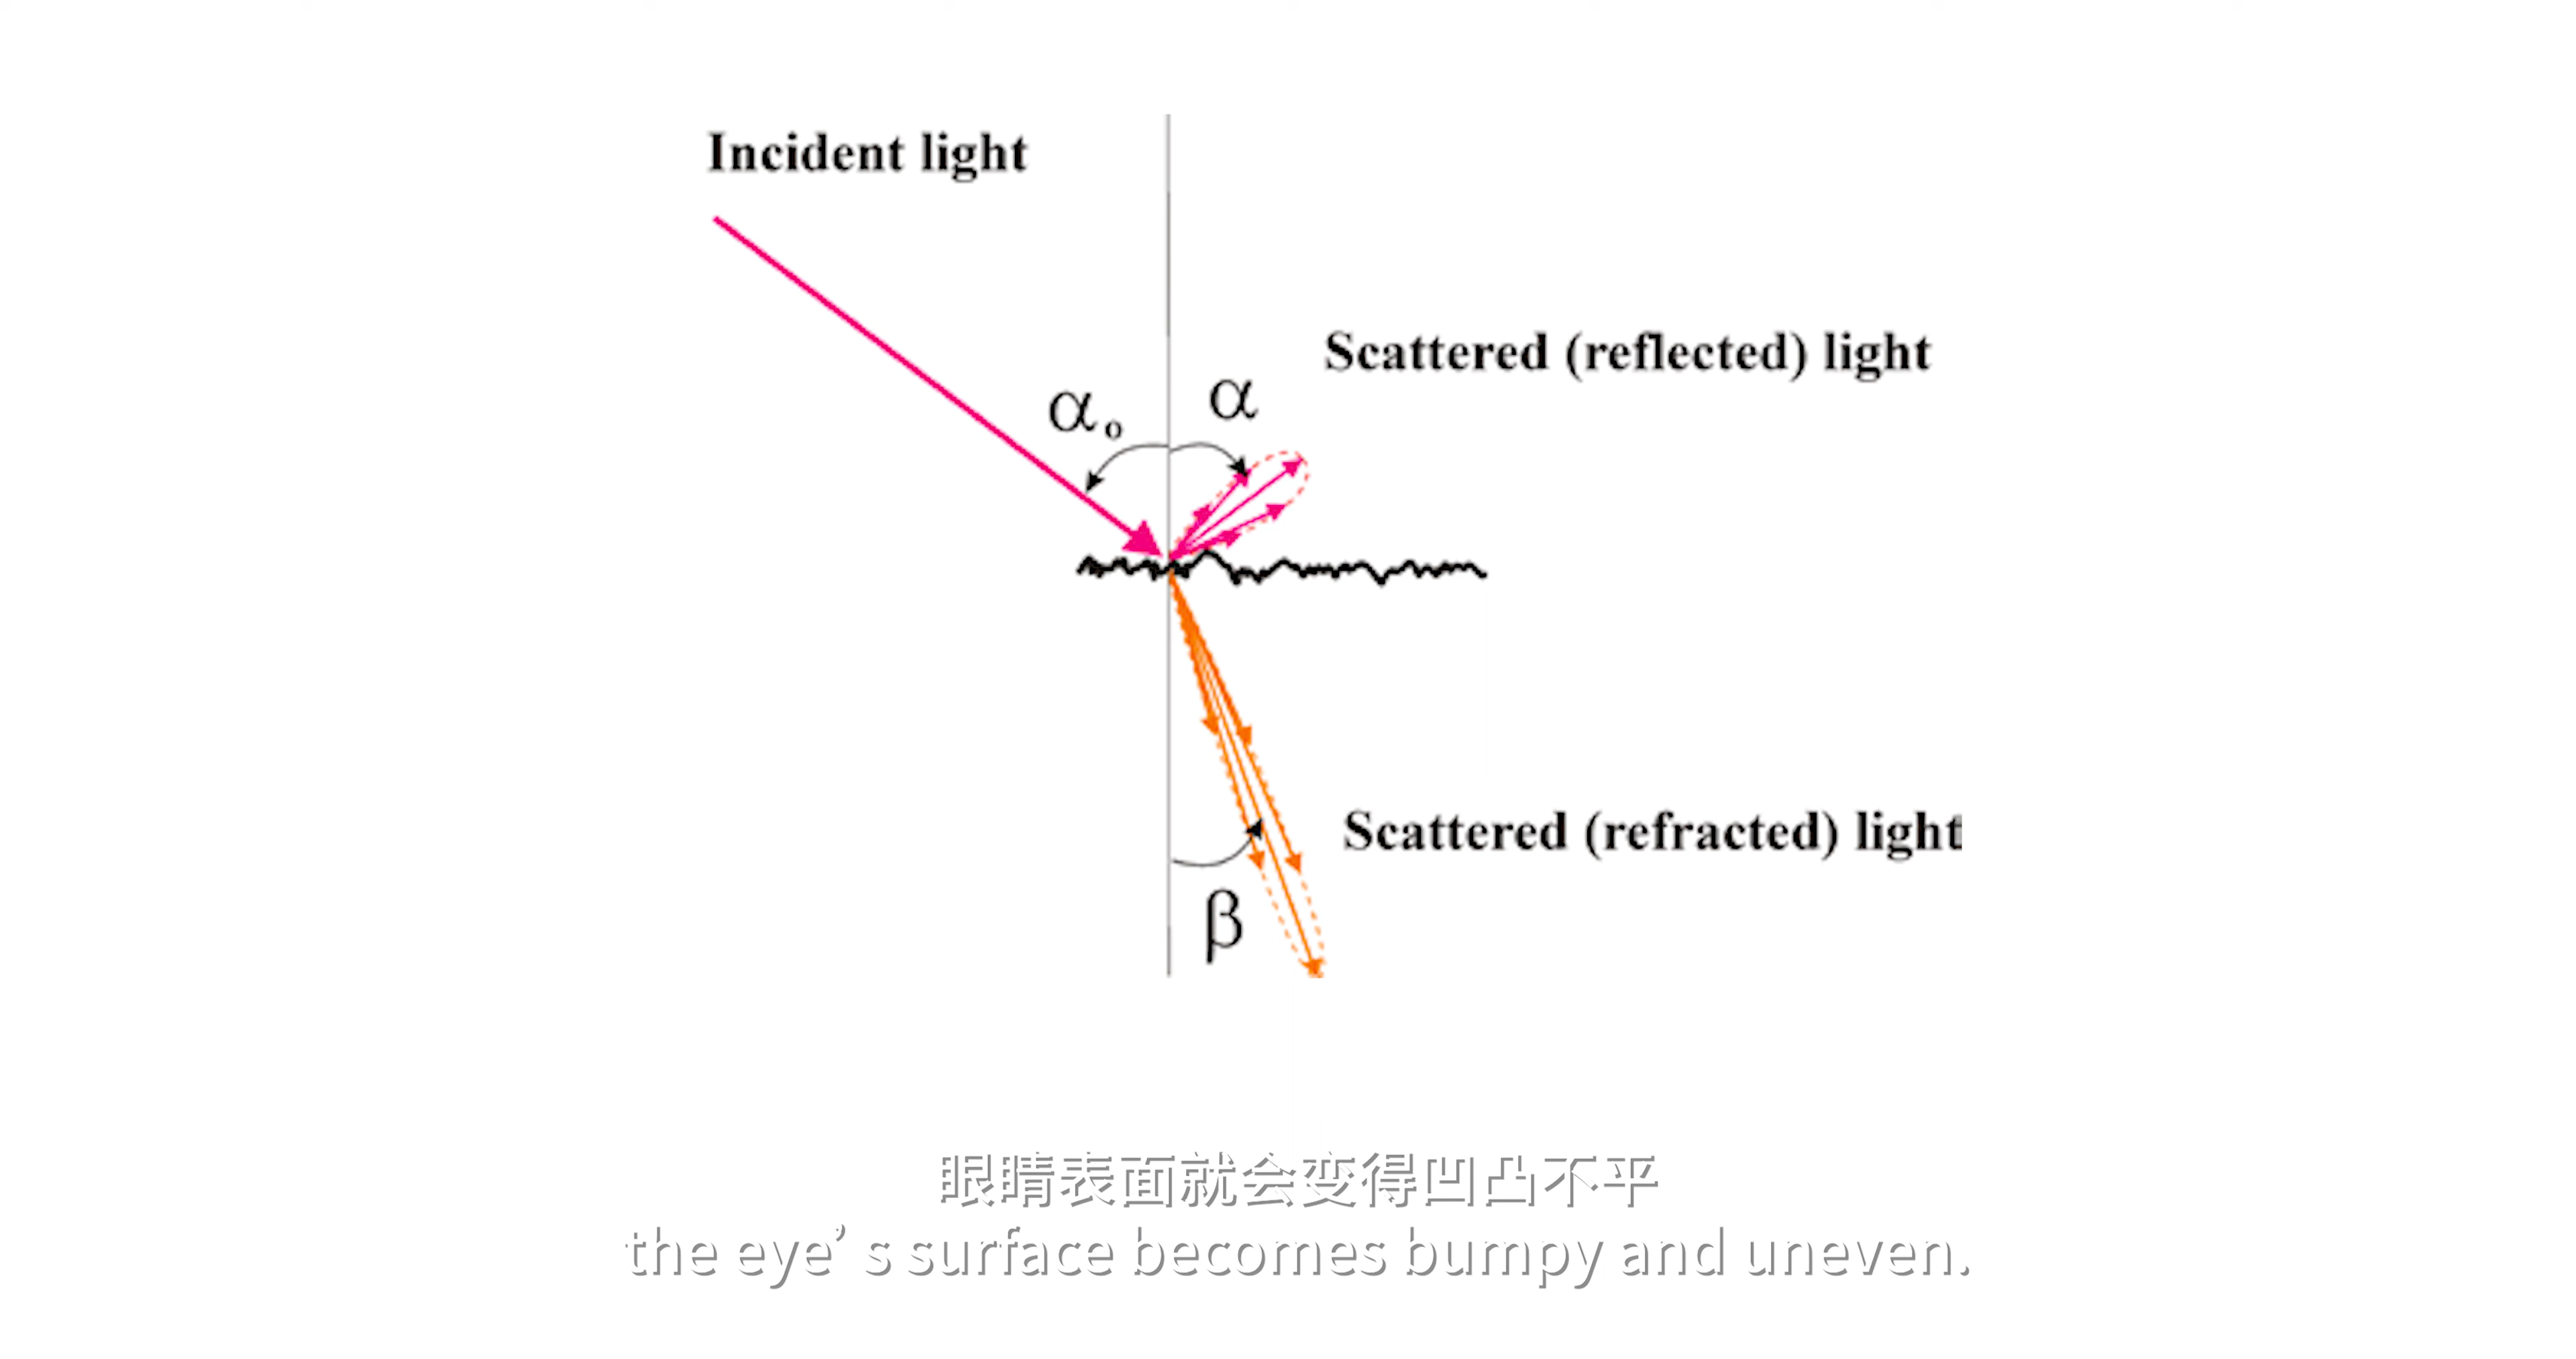 Incident light
Scattered (reflected) light
αo
α
Scattered (refracted) light
β
眼睛表面就会变得凹凸不平
the eye’s surface becomes bumpy and uneven.